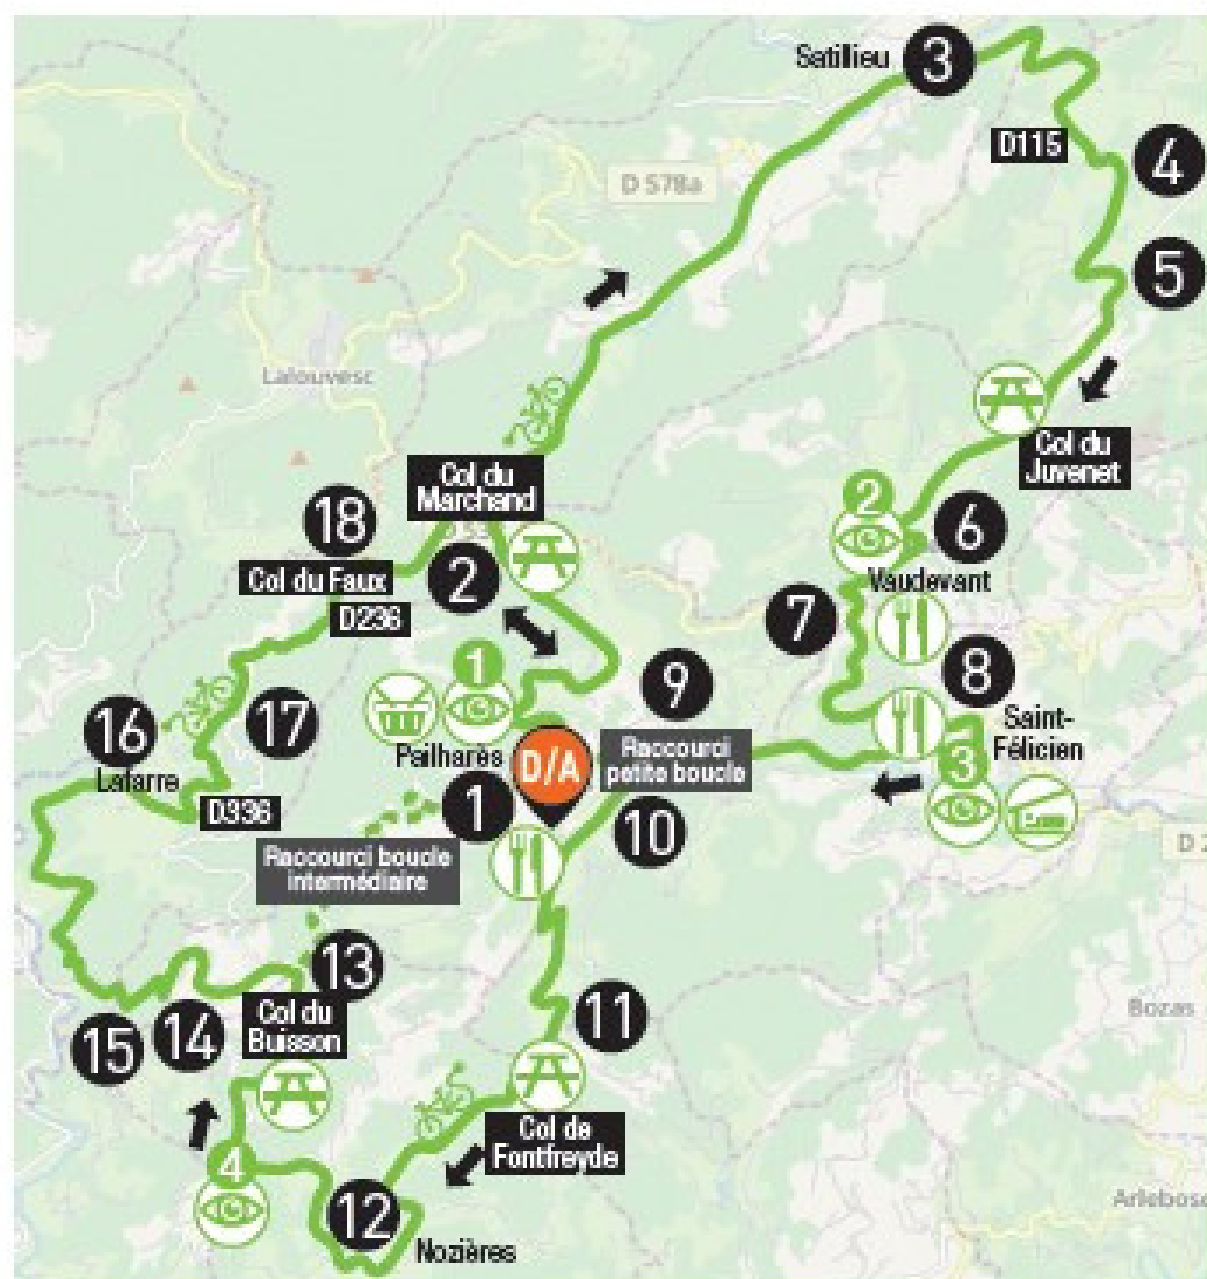 Satillieu
3
D115
4
D 578a
5
Lalouvesc
Col du
Juvenet
Col du
Marchand
2
18
6
Col du Faux
2
Vaudevant
D236
7
1
9
8
16
17
Saint-
Félicien
Lafarre
Pailharès
D/A
Raccourci
petite boucle
3
D336
1
10
Raccourci boucle
intermédiaire
13
11
Col du
Buisson
15
14
Bozas
Col de
Fontfreyde
4
12
Nozières